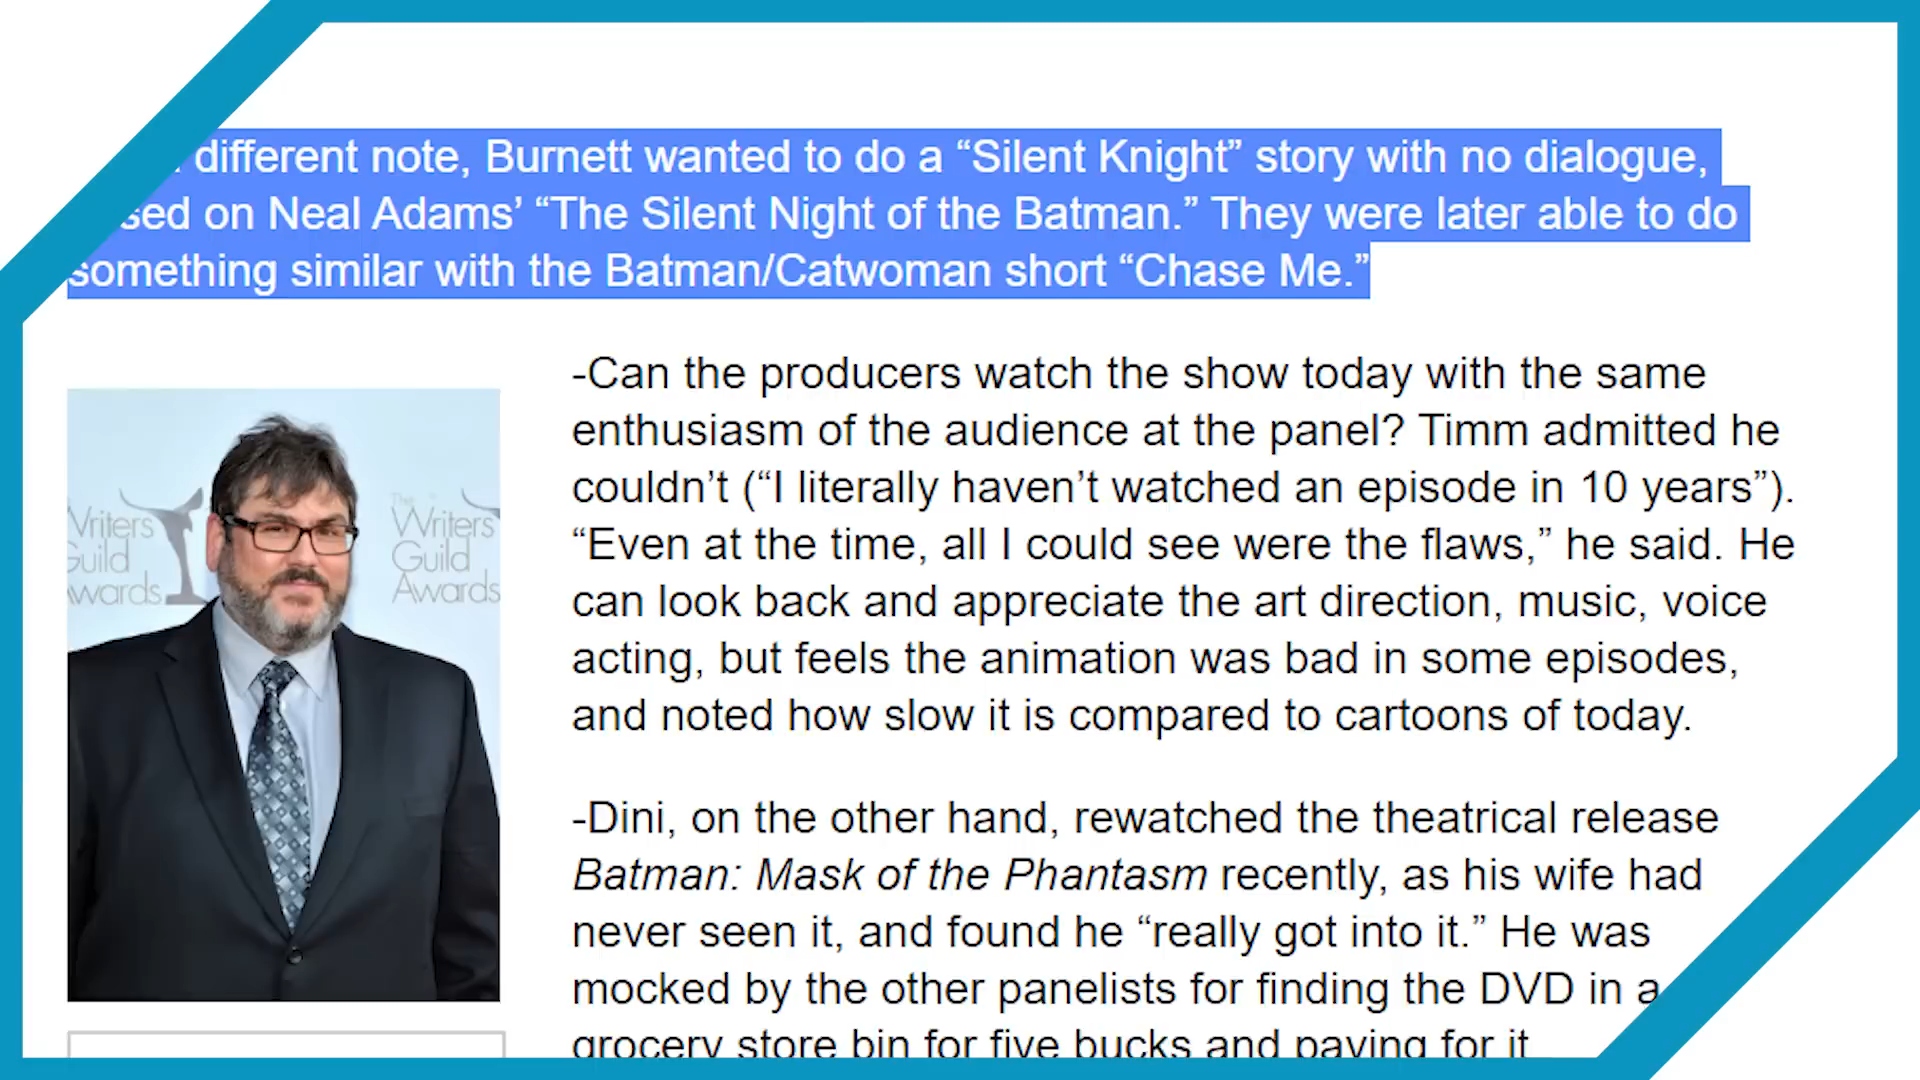 different note, Burnett wanted to do a “Silent Knight” story with no dialogue,
on Neal Adams’ “The Silent Night of the Batman.” They were later able to do
something similar with the Batman/Catwoman short “Chase Me.”
-Can the producers watch the show today with the same
enthusiasm of the audience at the panel? Timm admitted he
couldn’t (“I literally haven’t watched an episode in 10 years”).
“Even at the time, all I could see were the flaws,” he said. He
can look back and appreciate the art direction, music, voice
acting, but feels the animation was bad in some episodes,
and noted how slow it is compared to cartoons of today.
-Dini, on the other hand, rewatched the theatrical release
Batman: Mask of the Phantasm recently, as his wife had
never seen it, and found he “really got into it.” He was
mocked by the other panelists for finding the DVD in a
grocery store bin for five bucks and paying for it
Writers
Guild
Awards
The
Writers
Guild
Awards